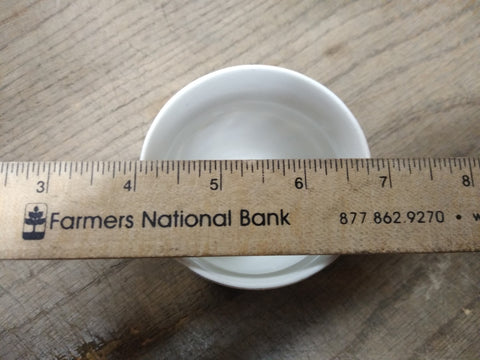 3 4 5 6 7 8
Farmers National Bank 877.862.9270 •